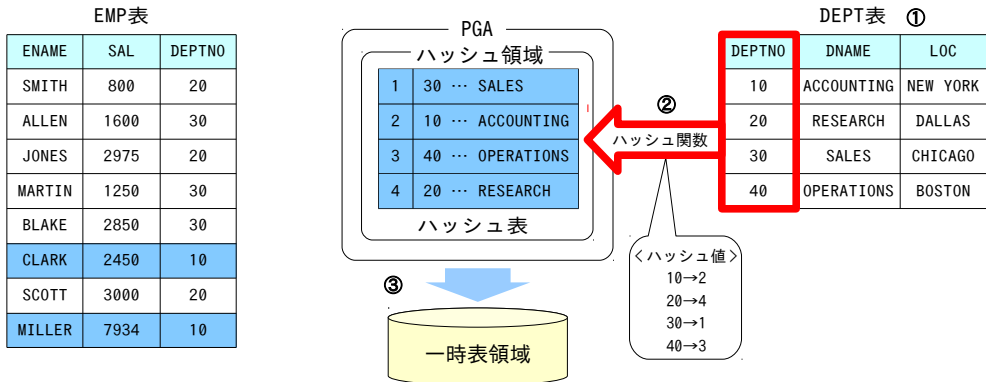 EMP表
ENAME SAL DEPTNO
SMITH 800 20
ALLEN 1600 30
JONES 2975 20
MARTIN 1250 30
BLAKE 2850 30
CLARK 2450 10
SCOTT 3000 20
MILLER 7934 10
PGA
ハッシュ領域
1 30 … SALES
2 10 … ACCOUNTING
3 40 … OPERATIONS
4 20 … RESEARCH
ハッシュ表
③
一時表領域
②
ハッシュ関数
<ハッシュ値>
10→2
20→4
30→1
40→3
DEPT表 ①
DEPTNO DNAME LOC
10 ACCOUNTING NEW YORK
20 RESEARCH DALLAS
30 SALES CHICAGO
40 OPERATIONS BOSTON